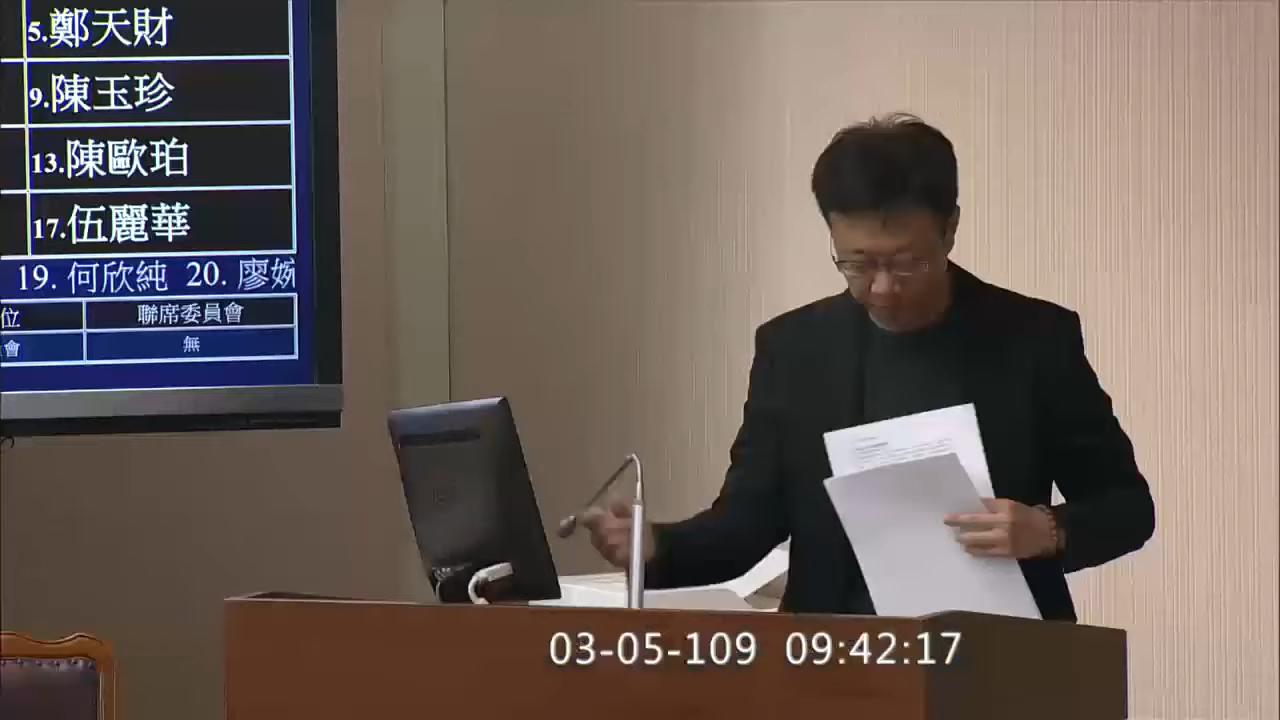 5.鄭天財
9.陳玉珍
13.陳歐珀
17.伍麗華
19. 何欣純 20. 廖婉
位 聯席委員會
會 無
03-05-109 09:42:17